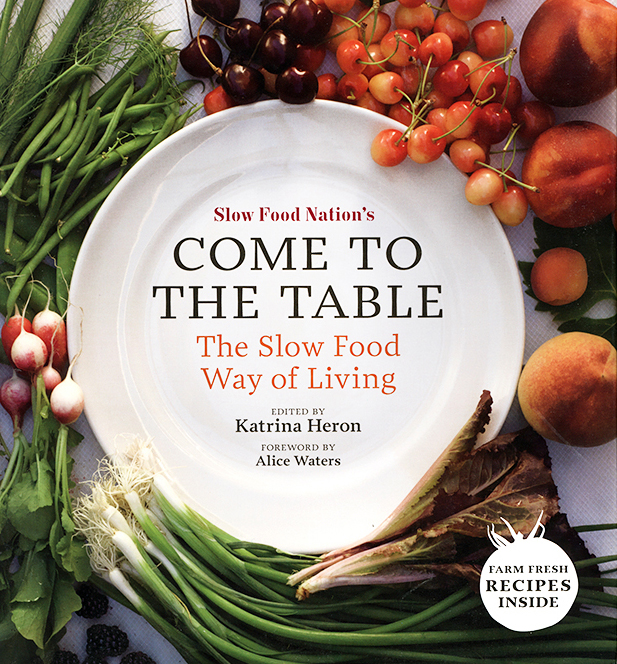 Slow Food Nation's
COME TO
THE TABLE
The Slow Food
Way of Living
EDITED BY
Katrina Heron
FOREWORD BY
Alice Waters
FARM FRESH
RECIPES
INSIDE